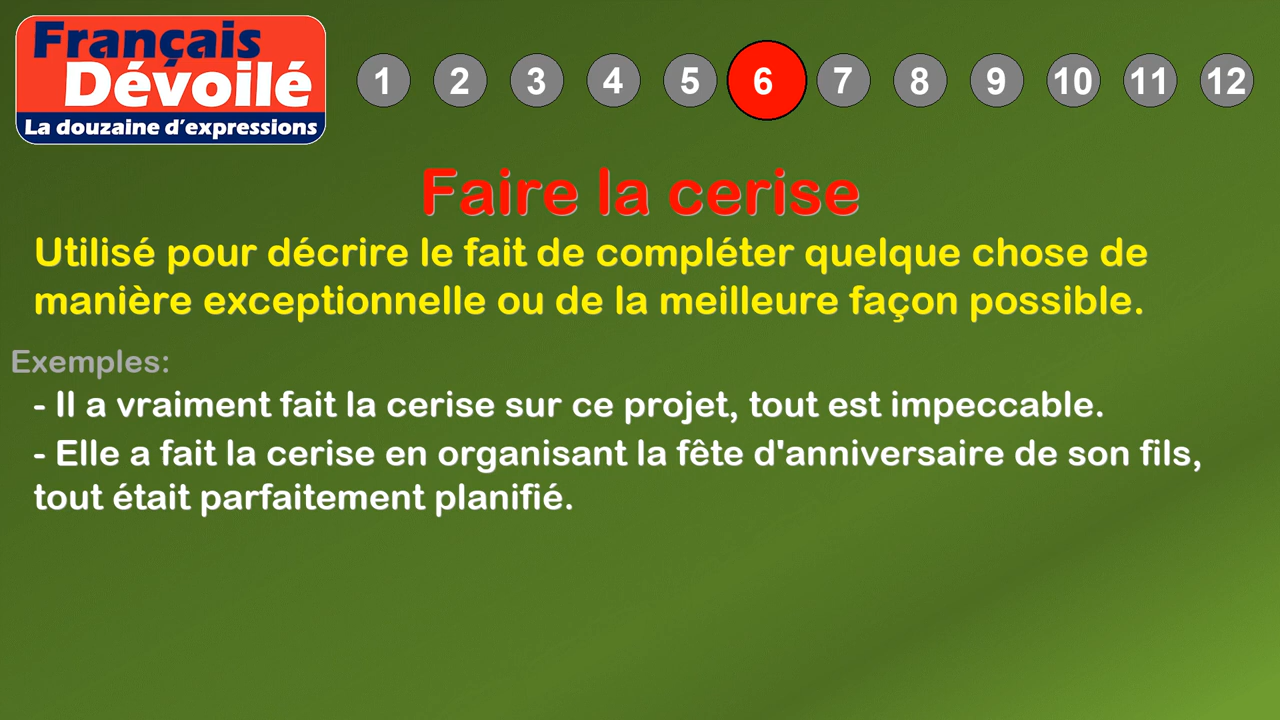 Français
Dévoilé
La douzaine d'expressions
1 2 3 4 5 6 7 8 9 10 11 12
Faire la cerise
Utilisé pour décrire le fait de compléter quelque chose de
manière exceptionnelle ou de la meilleure façon possible.
Exemples:
- Il a vraiment fait la cerise sur ce projet, tout est impeccable.
- Elle a fait la cerise en organisant la fête d'anniversaire de son fils,
tout était parfaitement planifié.